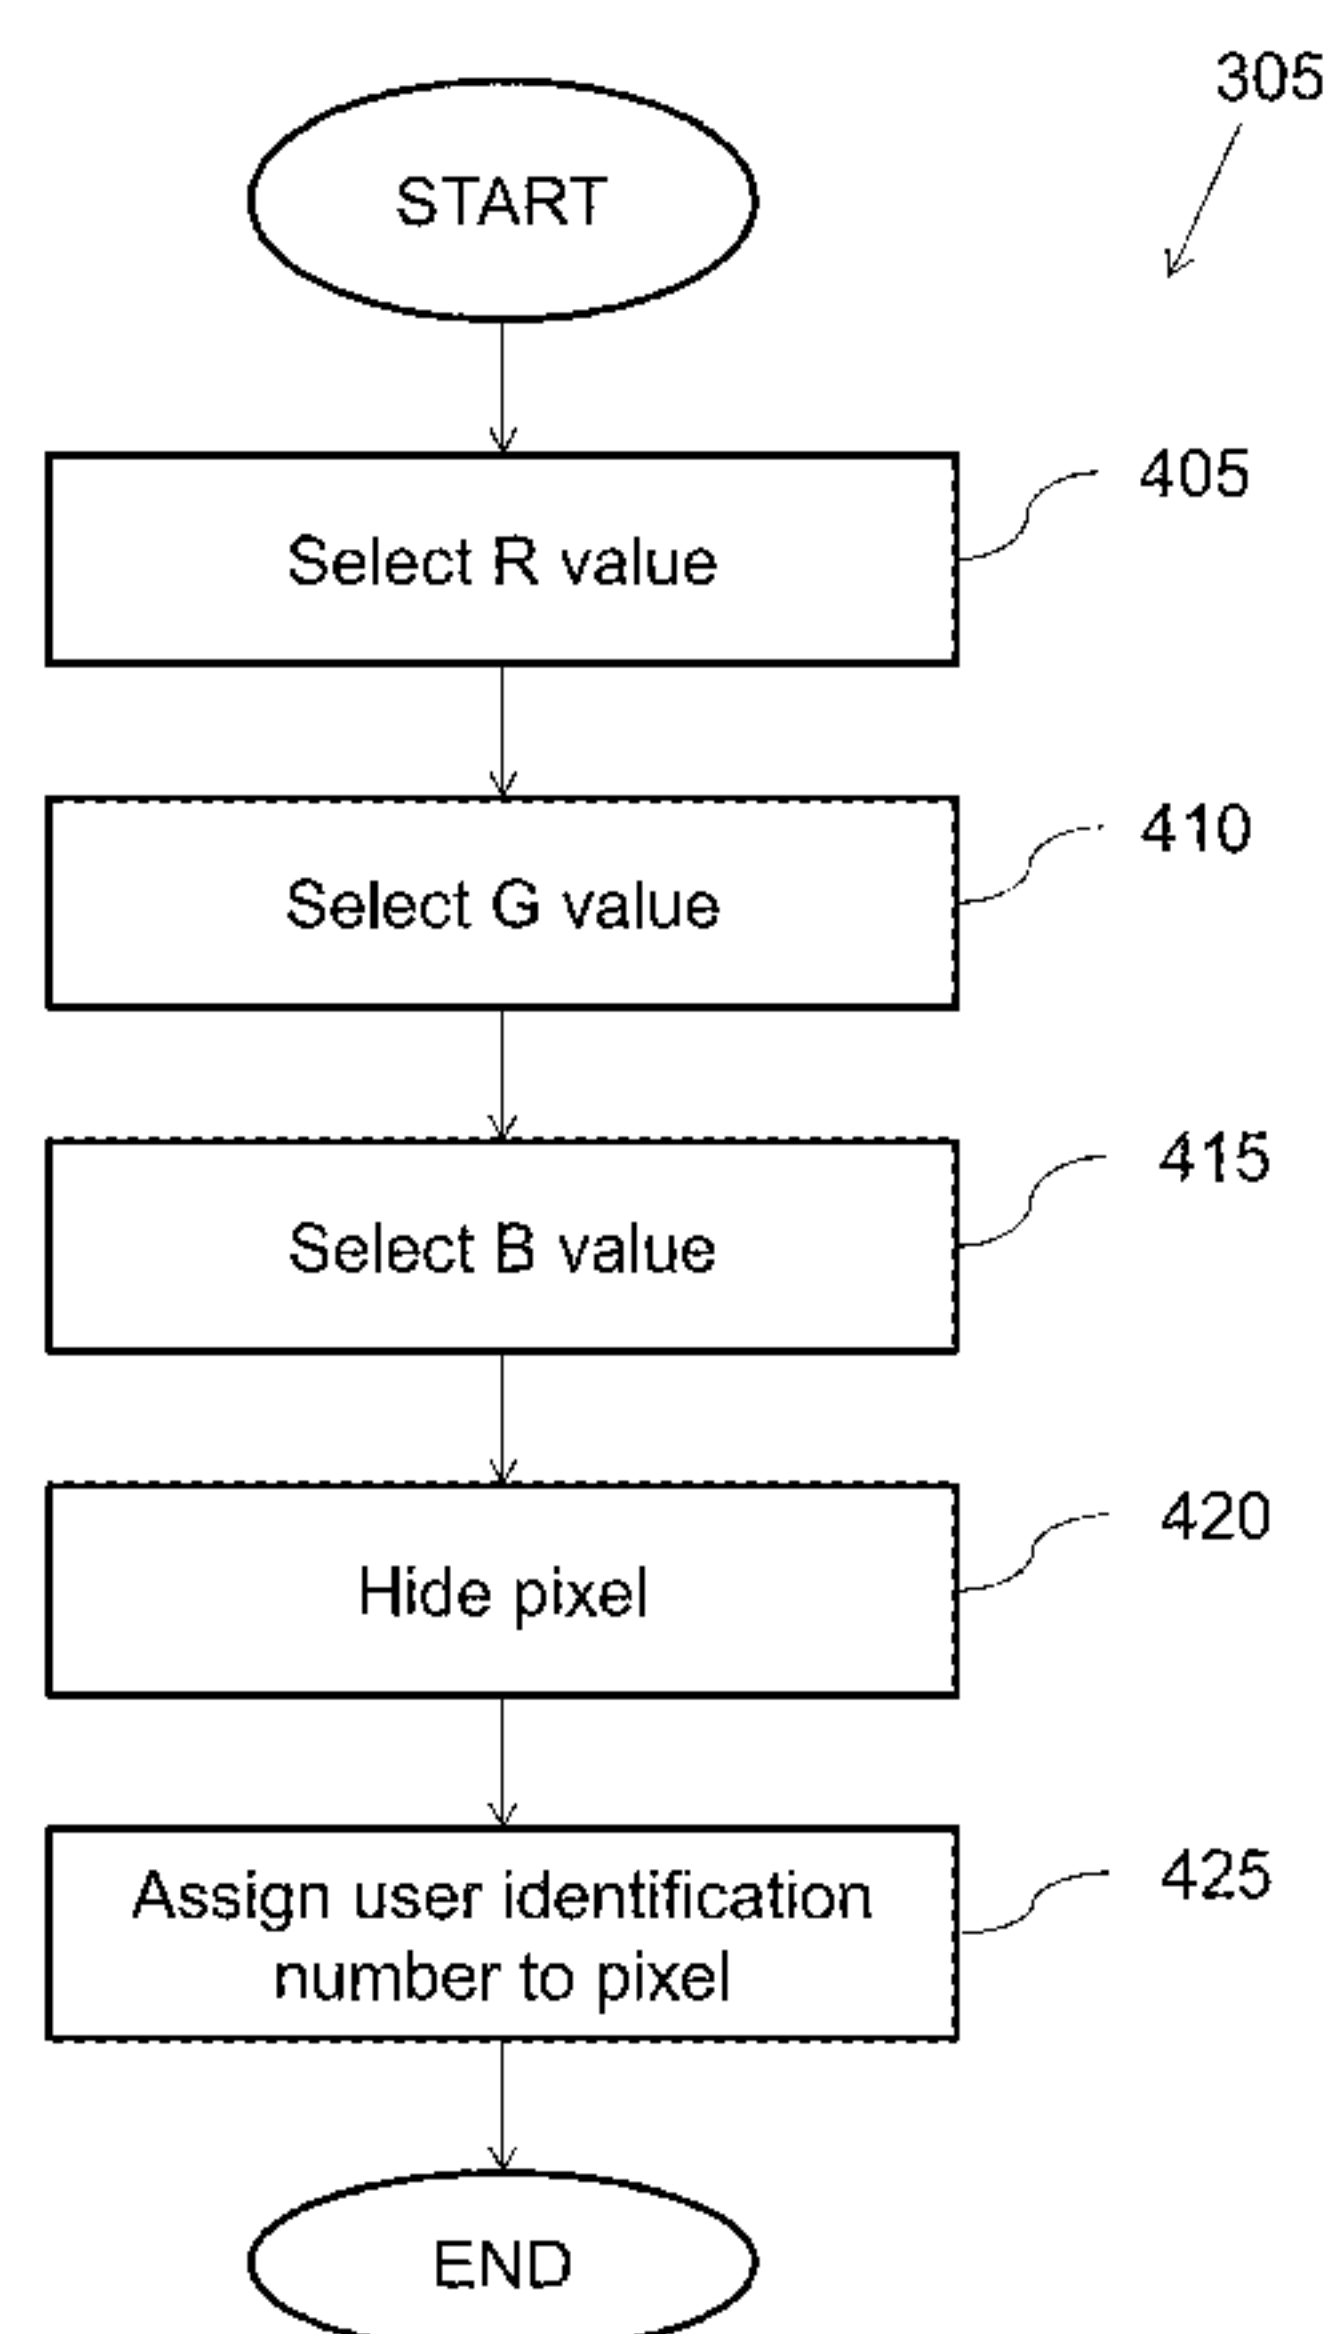 305
START
Select R value
405
Select G value
410
Select B value
415
Hide pixel
420
Assign user identification
number to pixel
425
END